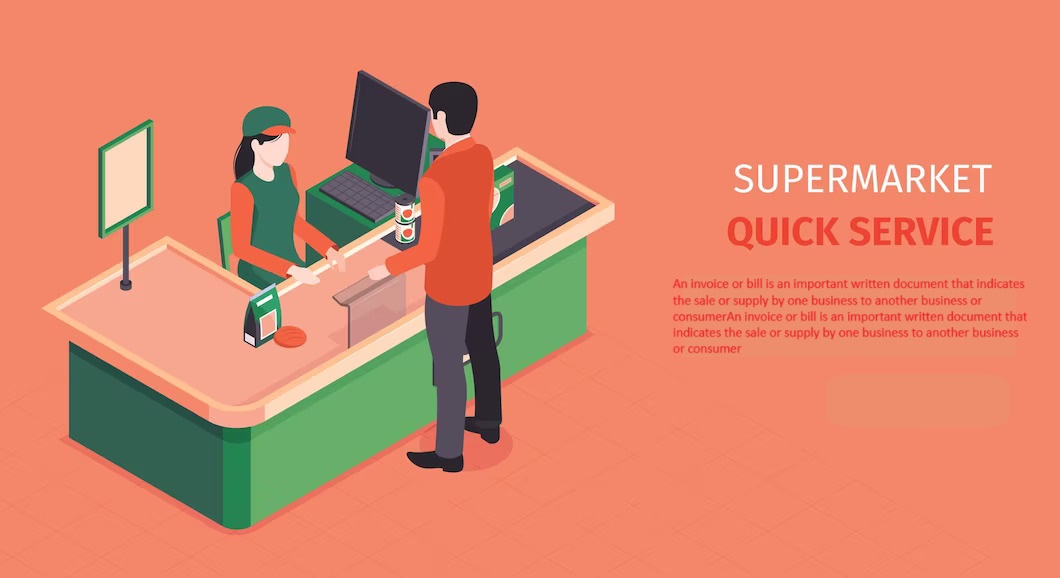 SUPERMARKET
QUICK SERVICE
An invoice or bill is an important written document that indicates
the sale or supply by one business to another business or
consumerAn invoice or bill is an important written document that
indicates the sale or supply by one business to another business
or consumer